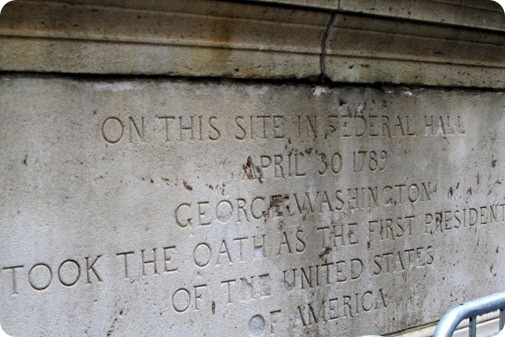 ON THIS SITE IN FEDERAL HALL
APRIL 30 1789
GEORGE WASHINGTON
TOOK THE OATH AS THE FIRST PRESIDENT
OF THE UNITED STATES
OF AMERICA